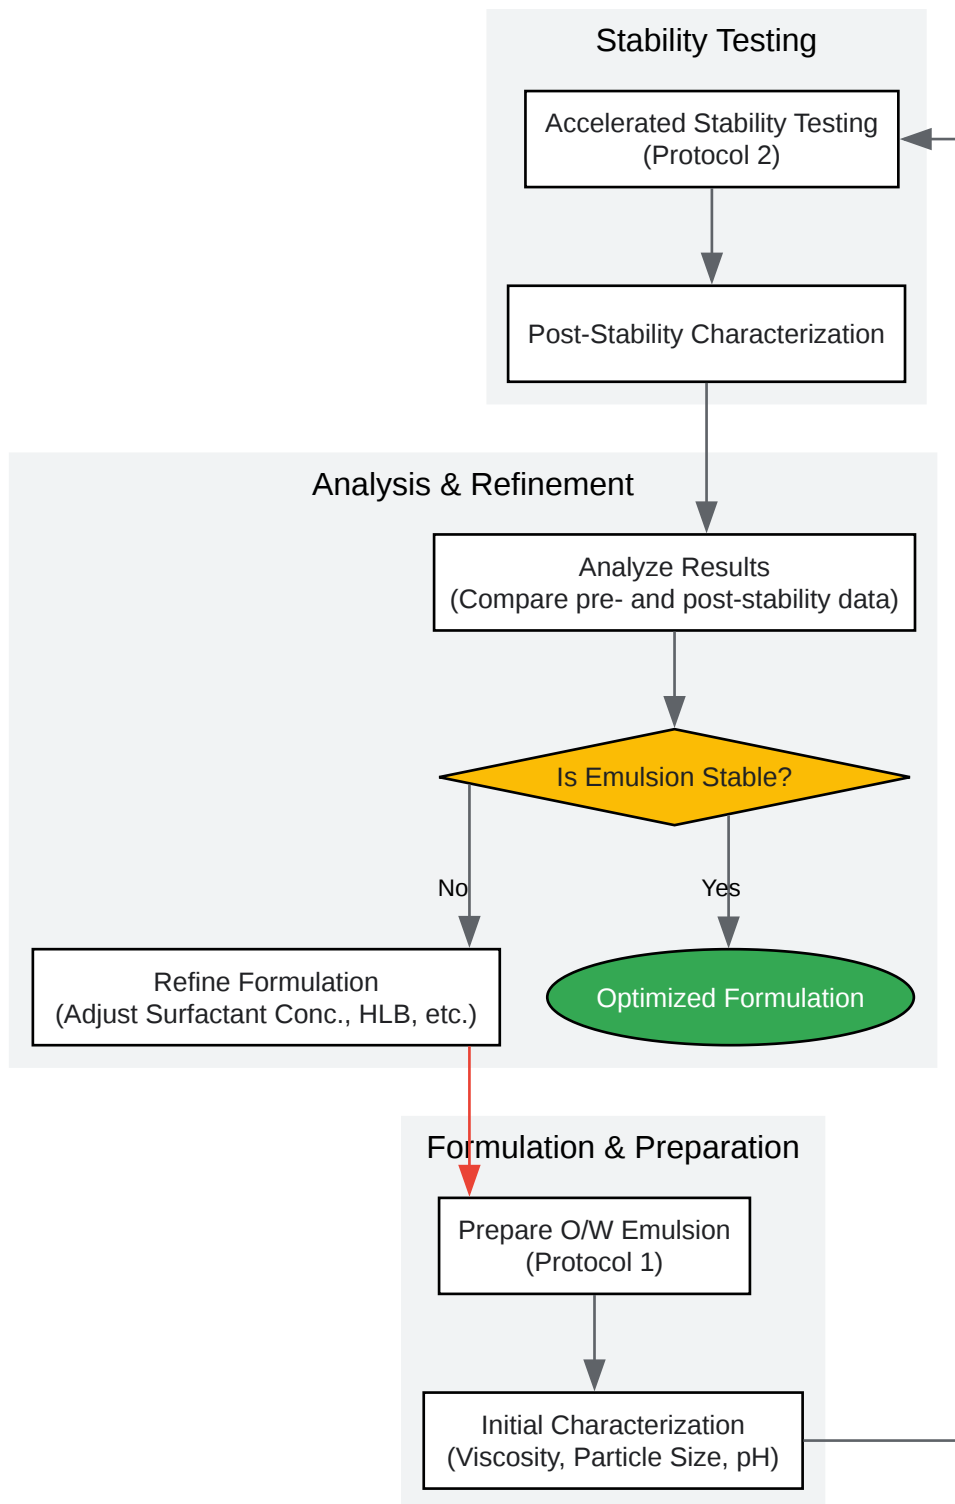 Stability Testing
Accelerated Stability Testing
(Protocol 2)
Post-Stability Characterization
Analysis & Refinement
Analyze Results
(Compare pre- and post-stability data)
Is Emulsion Stable?
No
Yes
Refine Formulation
(Adjust Surfactant Conc., HLB, etc.)
Optimized Formulation
Formulation & Preparation
Prepare O/W Emulsion
(Protocol 1)
Initial Characterization
(Viscosity, Particle Size, pH)